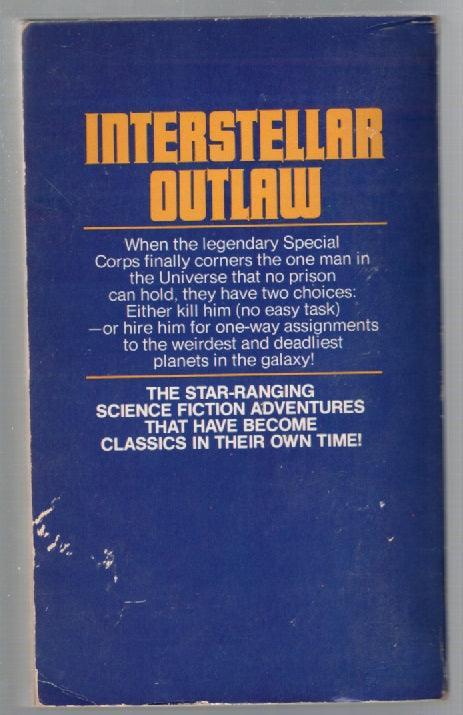 INTERSTELLAR
OUTLAW
When the legendary Special
Corps finally corners the one man in
the Universe that no prison
can hold, they have two choices:
Either kill him (no easy task)
—or hire him for one-way assignments
to the weirdest and deadliest
planets in the galaxy!
THE STAR-RANGING
SCIENCE FICTION ADVENTURES
THAT HAVE BECOME
CLASSICS IN THEIR OWN TIME!